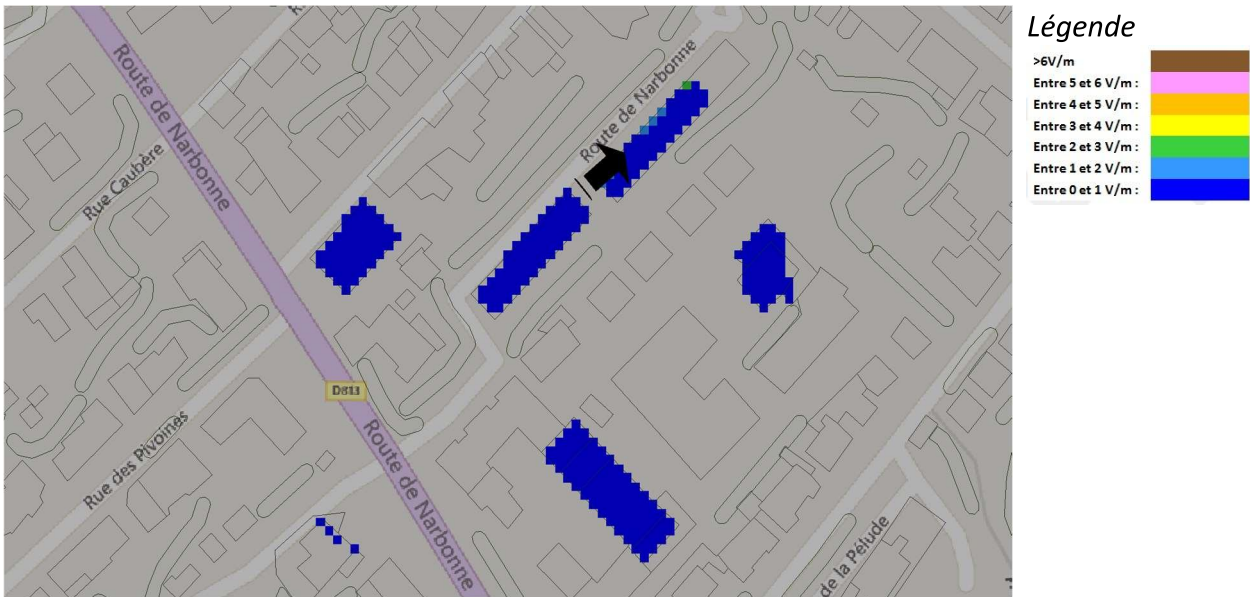 Légende
>6V/m
Entre 5 et 6 V/m :
Entre 4 et 5 V/m :
Entre 3 et 4 V/m :
Entre 2 et 3 V/m :
Entre 1 et 2 V/m :
Entre 0 et 1 V/m :
Route de Narbonne
Route de Narbonne
Rue Caubère
D813
Rue des Pivoines
Route de Narbonne
de la Pélude